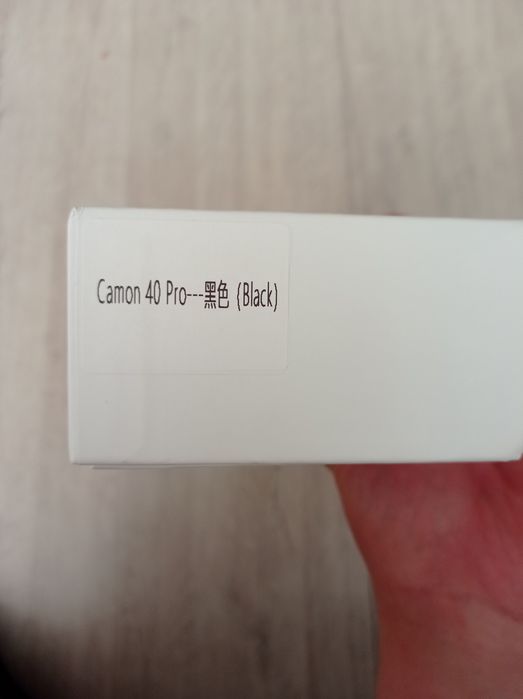 Camon 40 Pro---黑色 (Black)